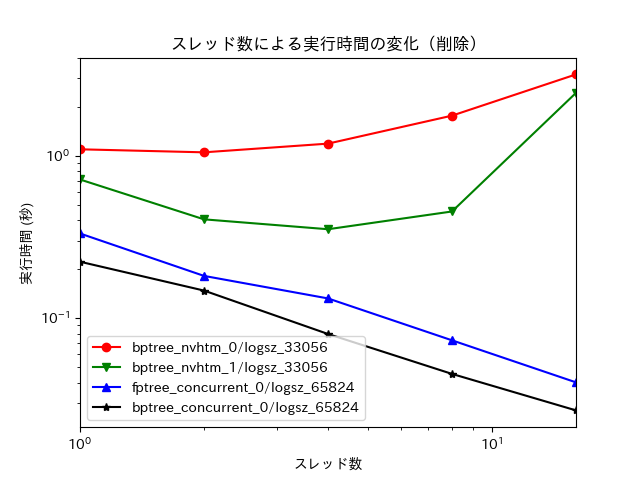 スレッド数による実行時間の変化（削除）
実行時間 (秒)
10⁰
10⁻¹
bptree_nvhtm_0/logsz_33056
bptree_nvhtm_1/logsz_33056
fptree_concurrent_0/logsz_65824
bptree_concurrent_0/logsz_65824
10⁰
10¹
スレッド数